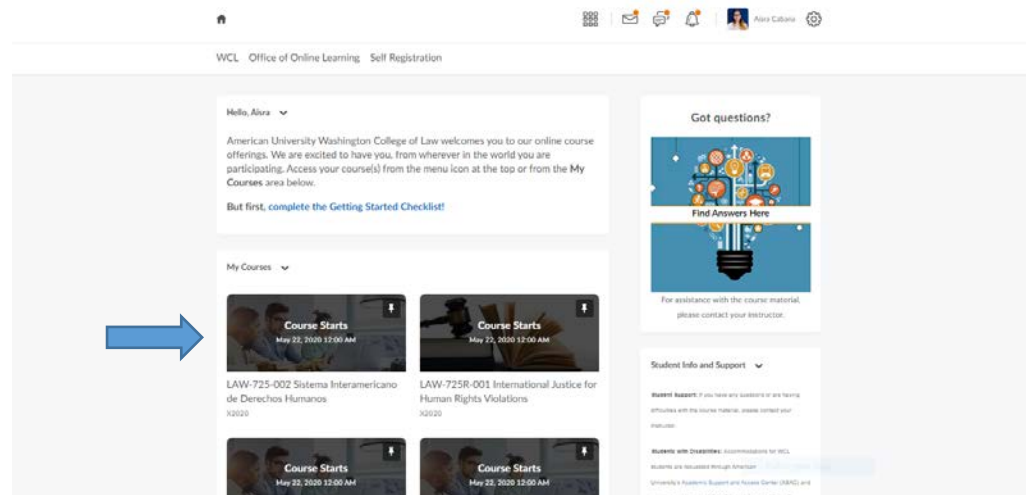 Aisra Cabana
WCL Office of Online Learning Self Registration
Hello, Aisra
American University Washington College of Law welcomes you to our online course
offerings. We are excited to have you, from wherever in the world you are
participating. Access your course(s) from the menu icon at the top or from the My
Courses area below.
But first, complete the Getting Started Checklist!
My Courses
Course Starts
May 22, 2020 12:00 AM
LAW-725-002 Sistema Interamericano
de Derechos Humanos
X2020
Course Starts
May 22, 2020 12:00 AM
LAW-725R-001 International Justice for
Human Rights Violations
X2020
Course Starts
May 22, 2020 12:00 AM
Course Starts
May 22, 2020 12:00 AM
Got questions?
Find Answers Here
For assistance with the course material,
please contact your instructor.
Student Info and Support
Student Support: If you have any questions or are having
difficulties with the course material, please contact your
instructor.
Students with Disabilities: Accommodations for WCL
students are requested through American
University's Academic Support and Access Center (ASAC) and